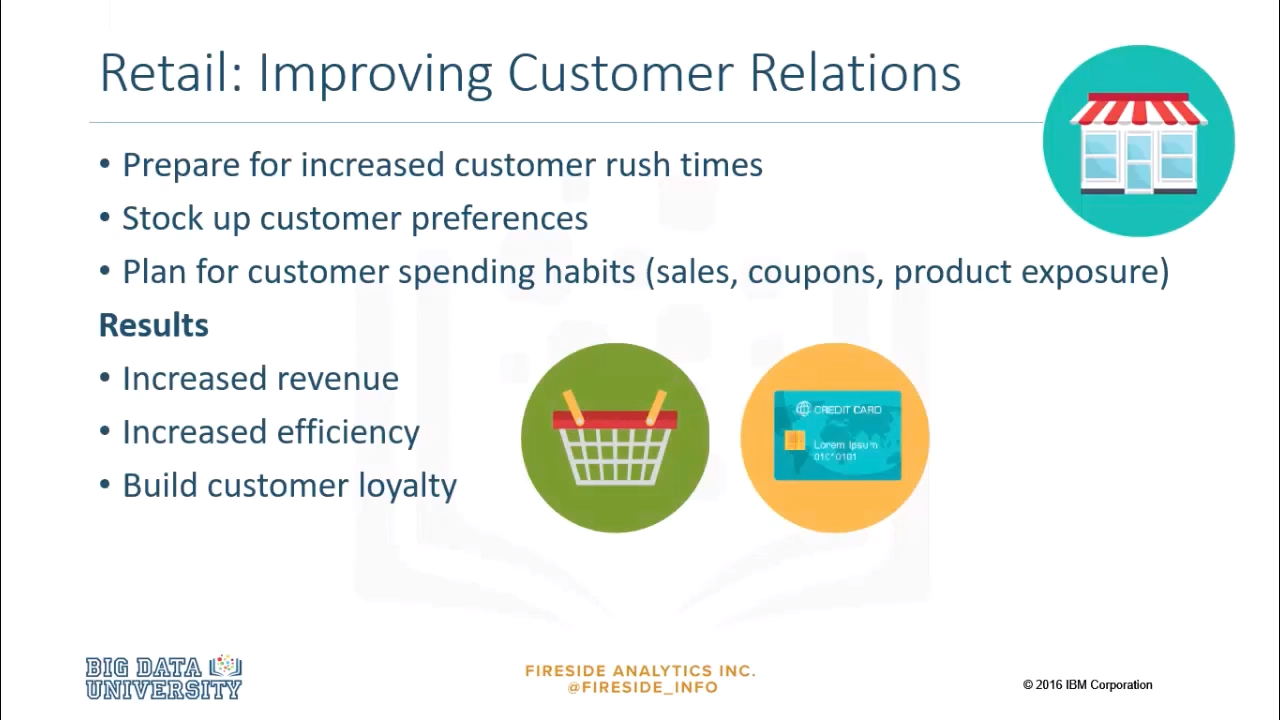 Retail: Improving Customer Relations
• Prepare for increased customer rush times
• Stock up customer preferences
• Plan for customer spending habits (sales, coupons, product exposure)
Results
• Increased revenue
• Increased efficiency
• Build customer loyalty
CREDIT CARD
Lorem Ipsum
BIG DATA
UNIVERSITY
FIRESIDE ANALYTICS INC.
@FIRESIDE_INFO
© 2016 IBM Corporation